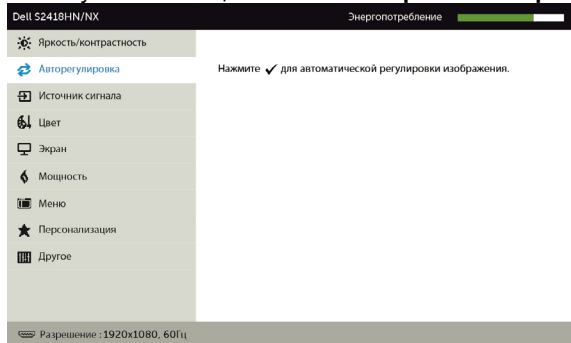 Dell S2418HN/NX
Энергопотребление
Яркость/контрастность
Авторегулировка
Нажмите ✓ для автоматической регулировки изображения.
Источник сигнала
Цвет
Экран
Мощность
Меню
Персонализация
Другое
Разрешение : 1920x1080, 60Гц